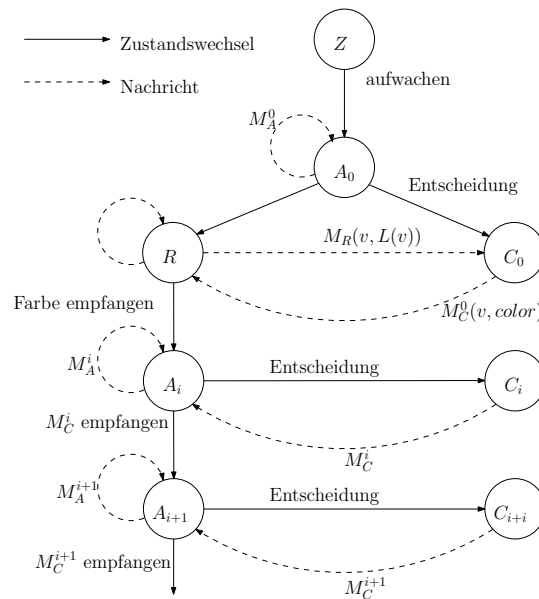 Zustandswechsel
Nachricht
Z
aufwachen
M_A^0
A_0
Entscheidung
M_R(v, L(v))
R
C_0
M_C^0(v, color)
Farbe empfangen
M_A^i
Entscheidung
A_i
C_i
M_C^i empfangen
M_C^i
M_A^{i+1}
Entscheidung
A_{i+1}
C_{i+i}
M_C^{i+1} empfangen
M_C^{i+1}